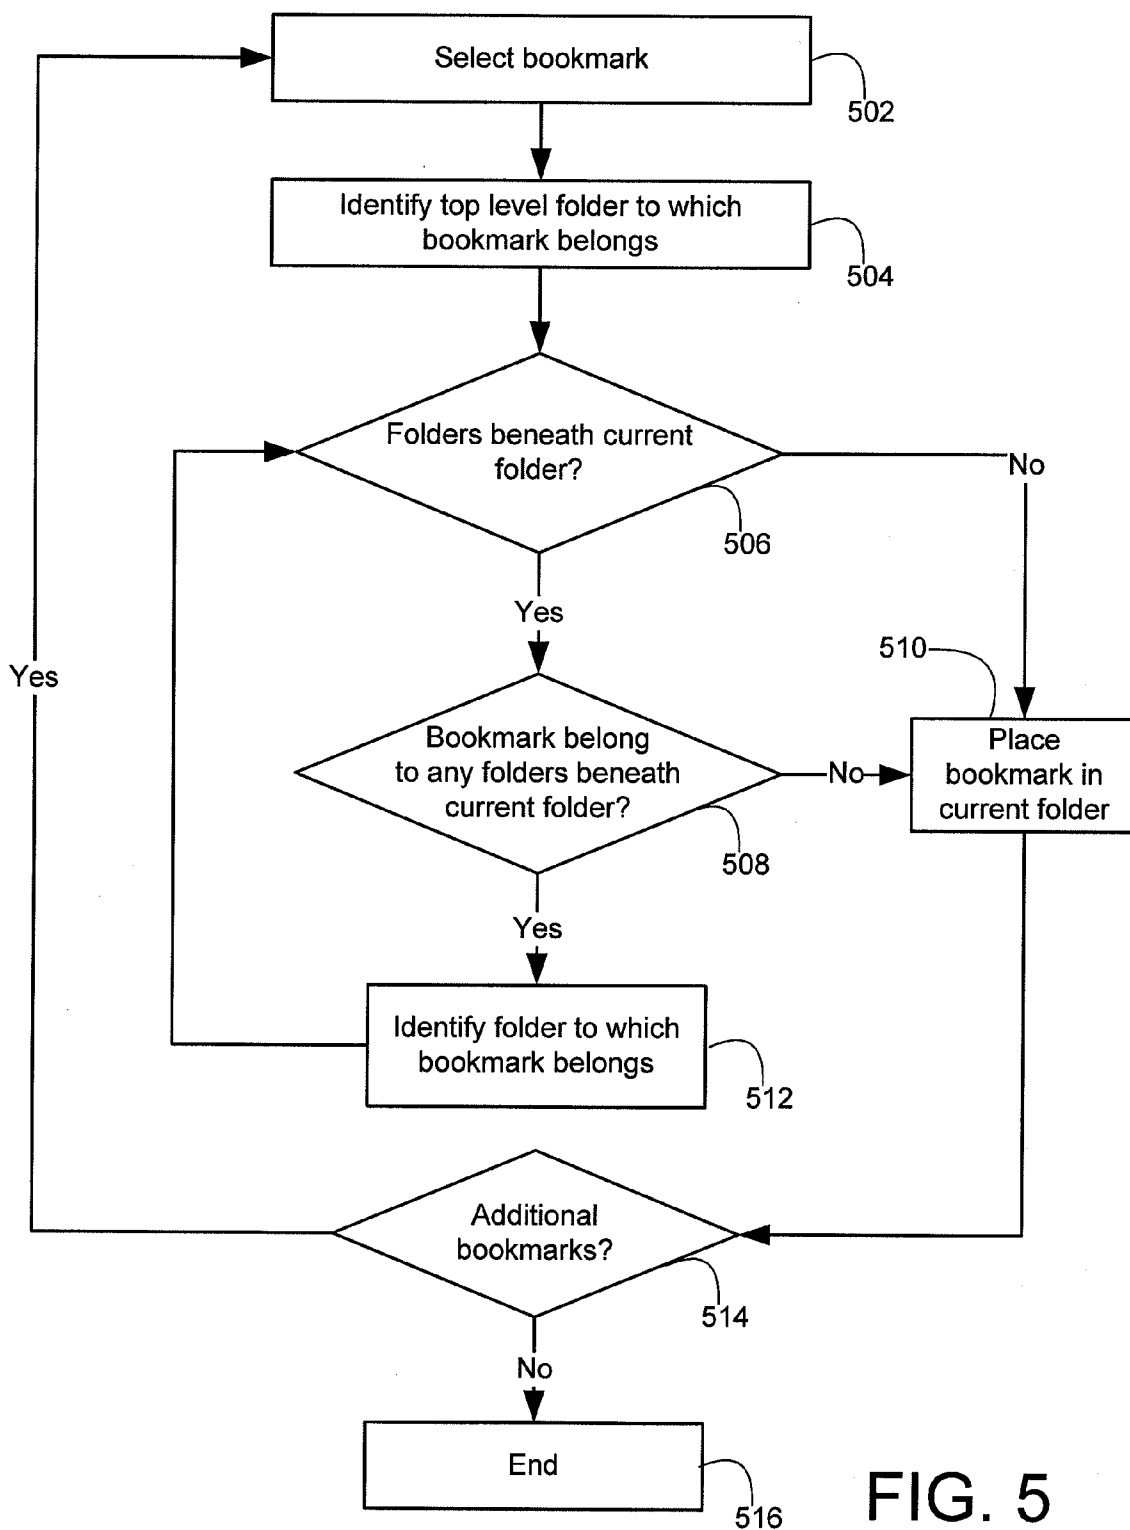 Select bookmark
502
Identify top level folder to which
bookmark belongs
504
Folders beneath current
folder?
No
506
Yes
510
Yes
Bookmark belong
to any folders beneath
current folder?
No
Place
bookmark in
current folder
508
Yes
Identify folder to which
bookmark belongs
512
Additional
bookmarks?
514
No
End
516
FIG. 5